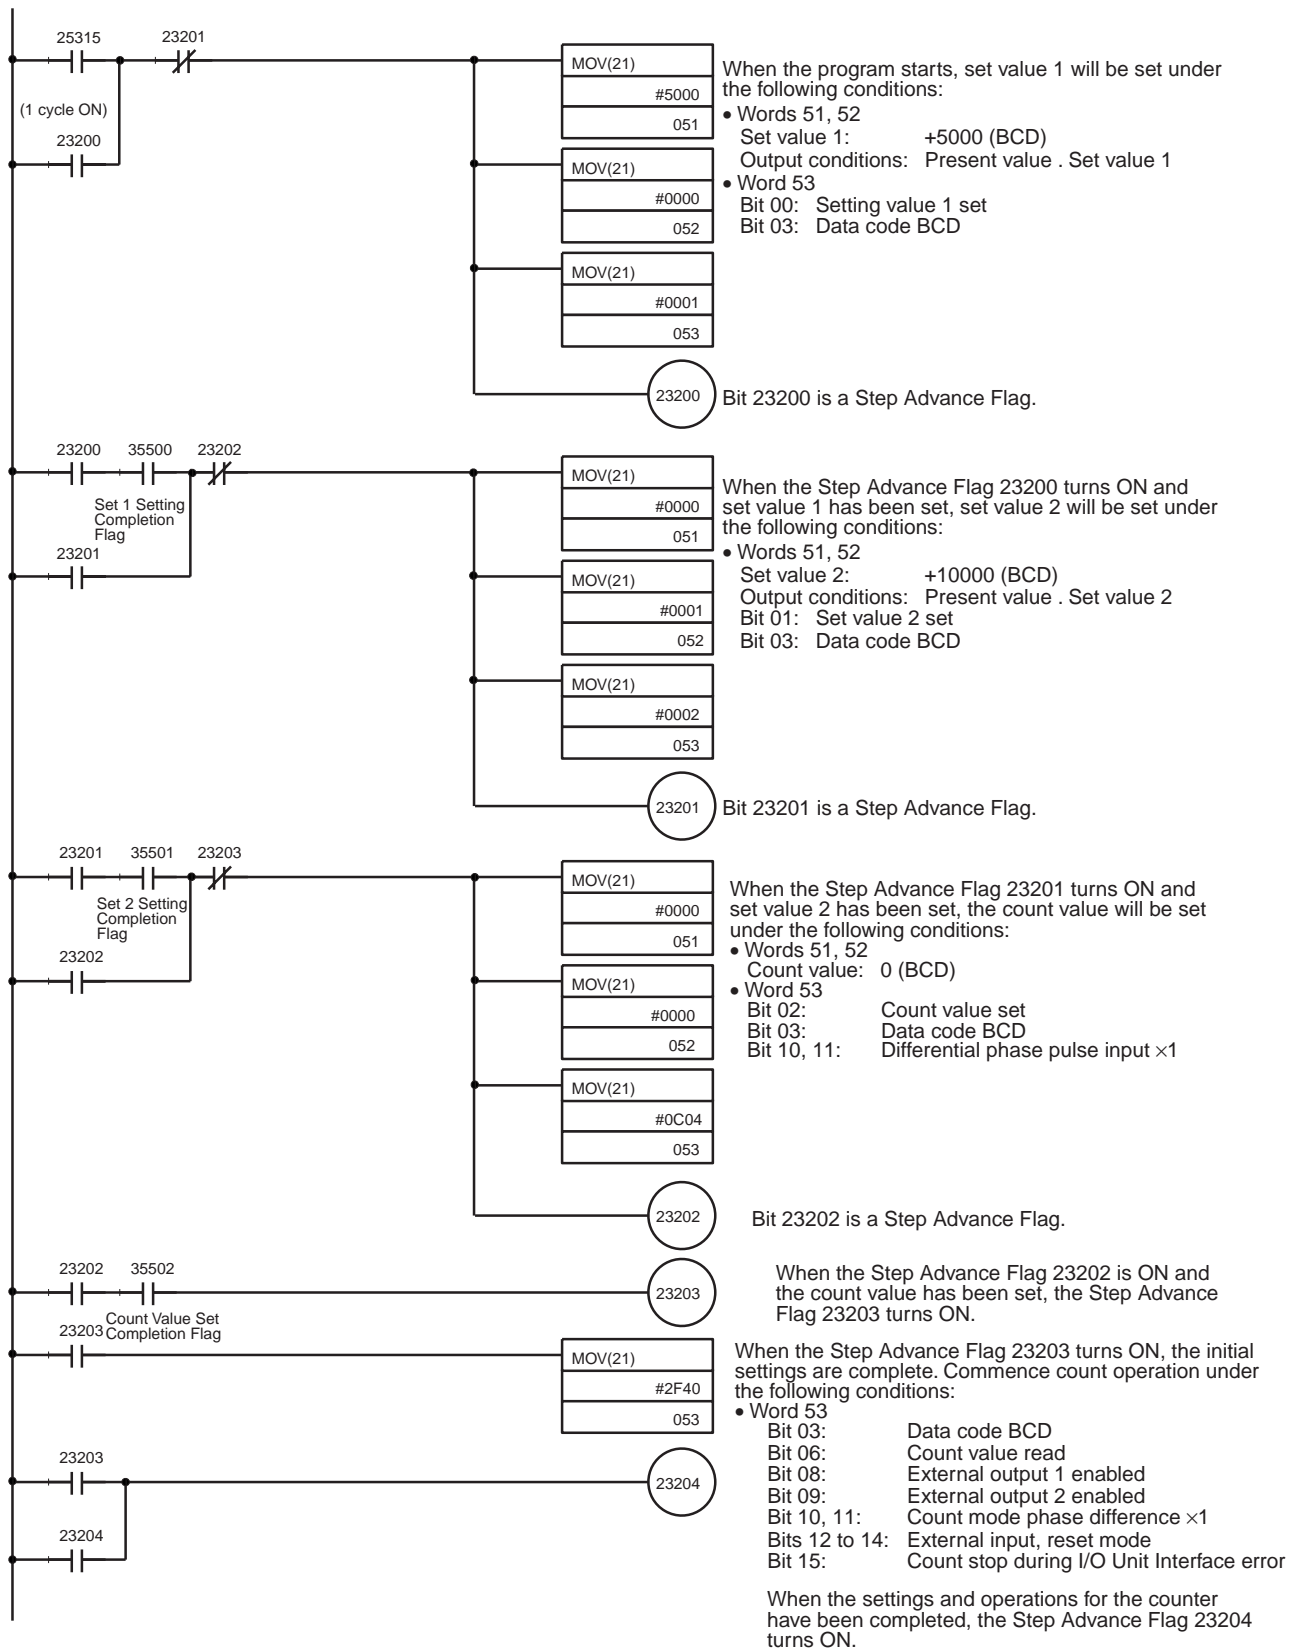 25315 23201
(1 cycle ON)
23200
MOV(21)
#5000
051
MOV(21)
#0000
052
MOV(21)
#0001
053
23200
When the program starts, set value 1 will be set under
the following conditions:
• Words 51, 52
Set value 1: +5000 (BCD)
Output conditions: Present value . Set value 1
• Word 53
Bit 00: Setting value 1 set
Bit 03: Data code BCD
Bit 23200 is a Step Advance Flag.
23200 35500 23202
Set 1 Setting
Completion
Flag
23201
MOV(21)
#0000
051
MOV(21)
#0001
052
MOV(21)
#0002
053
23201
When the Step Advance Flag 23200 turns ON and
set value 1 has been set, set value 2 will be set under
the following conditions:
• Words 51, 52
Set value 2: +10000 (BCD)
Output conditions: Present value . Set value 2
Bit 01: Set value 2 set
Bit 03: Data code BCD
Bit 23201 is a Step Advance Flag.
23201 35501 23203
Set 2 Setting
Completion
Flag
23202
MOV(21)
#0000
051
MOV(21)
#0000
052
MOV(21)
#0C04
053
23202
When the Step Advance Flag 23201 turns ON and
set value 2 has been set, the count value will be set
under the following conditions:
• Words 51, 52
Count value: 0 (BCD)
• Word 53
Bit 02: Count value set
Bit 03: Data code BCD
Bit 10, 11: Differential phase pulse input ×1
Bit 23202 is a Step Advance Flag.
23202 35502
Count Value Set
Completion Flag
23203
When the Step Advance Flag 23202 is ON and
the count value has been set, the Step Advance
Flag 23203 turns ON.
23203
MOV(21)
#2F40
053
When the Step Advance Flag 23203 turns ON, the initial
settings are complete. Commence count operation under
the following conditions:
• Word 53
Bit 03: Data code BCD
Bit 06: Count value read
Bit 08: External output 1 enabled
Bit 09: External output 2 enabled
Bit 10, 11: Count mode phase difference ×1
Bits 12 to 14: External input, reset mode
Bit 15: Count stop during I/O Unit Interface error
23203
23204
23204
When the settings and operations for the counter
have been completed, the Step Advance Flag 23204
turns ON.